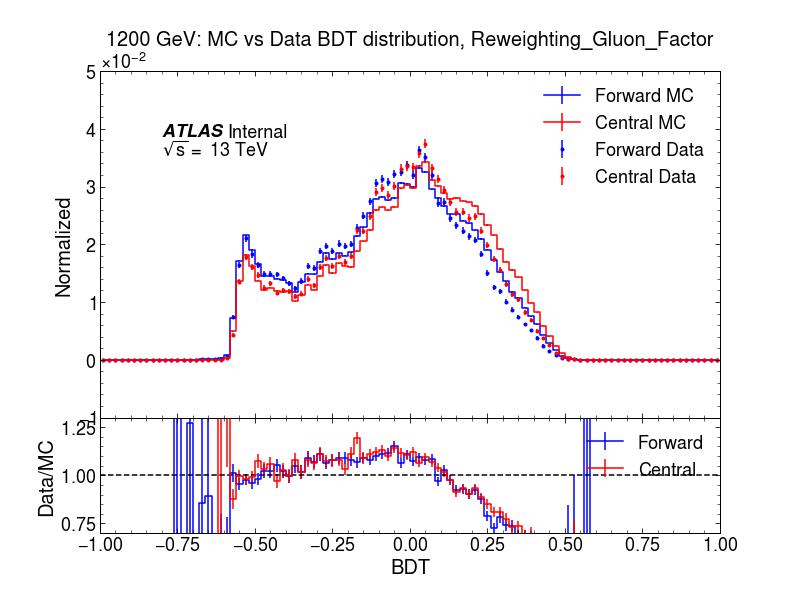 1200 GeV: MC vs Data BDT distribution, Reweighting_Gluon_Factor
×10⁻²
5
4
3
2
1
0
−1
Normalized
ATLAS Internal
√s = 13 TeV
Forward MC
Central MC
Forward Data
Central Data
1.25
1.00
0.75
Data/MC
Forward
Central
−1.00 −0.75 −0.50 −0.25 0.00 0.25 0.50 0.75 1.00
BDT